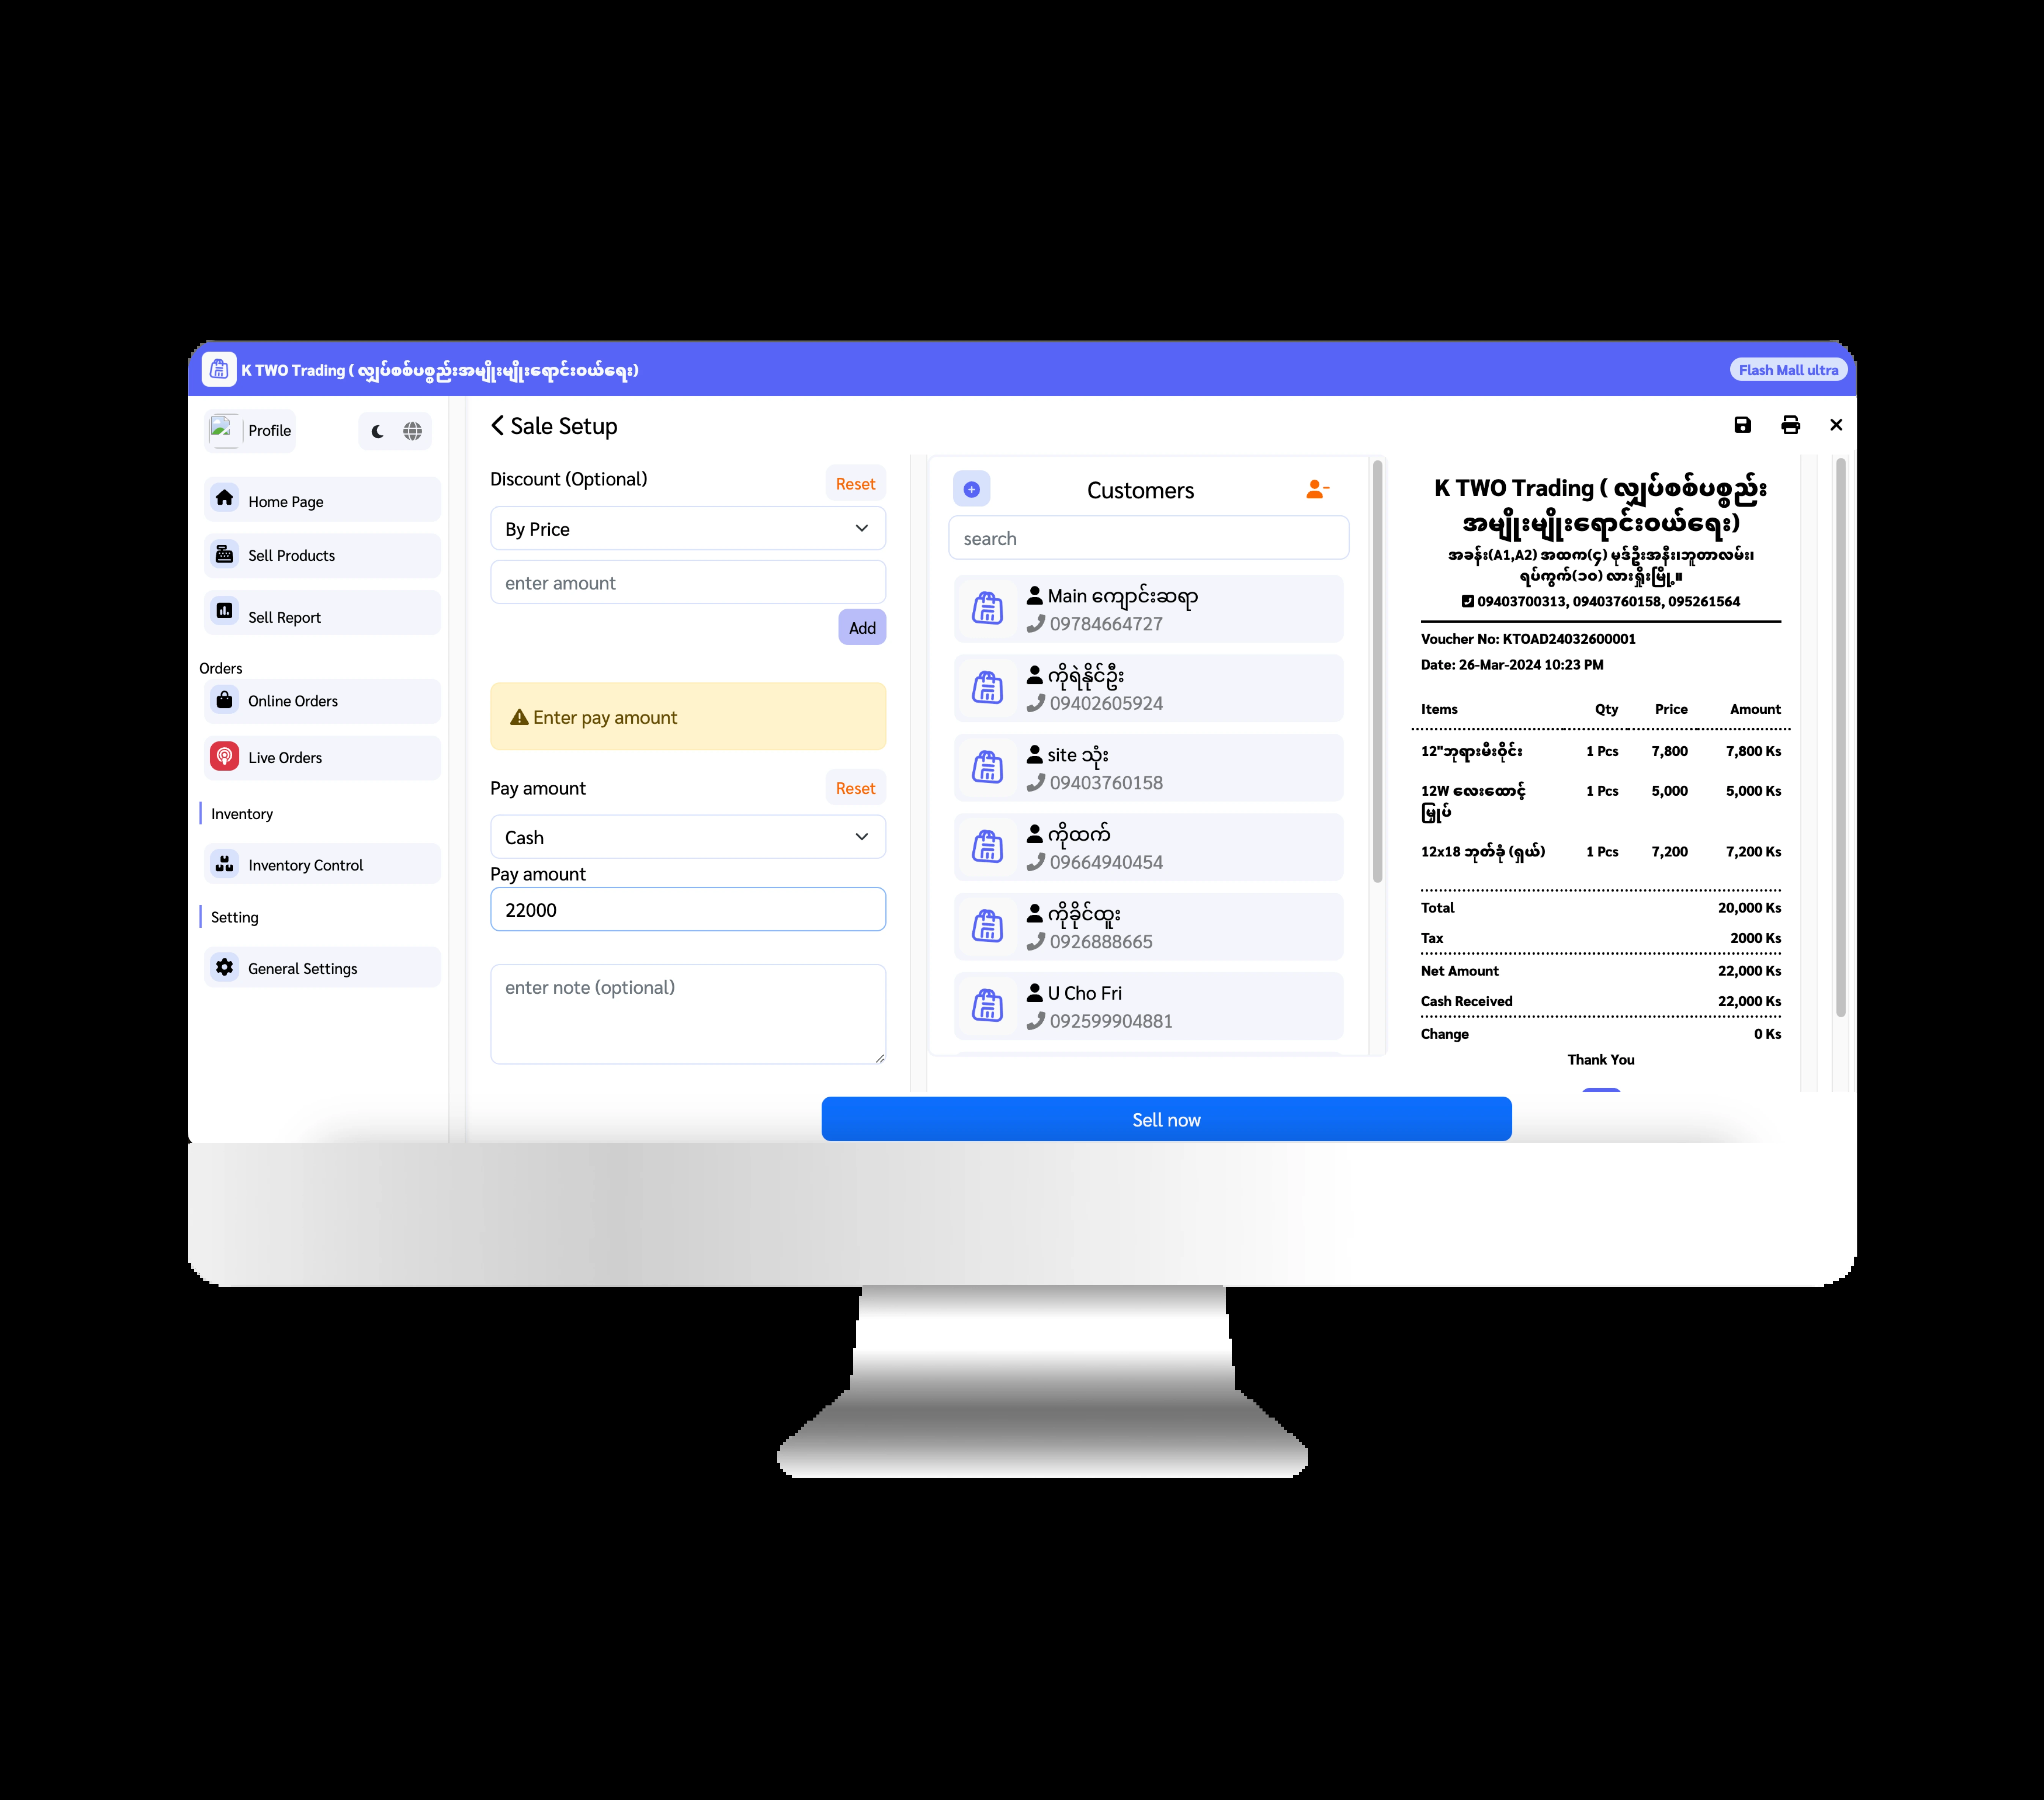 K TWO Trading ( လျှပ်စစ်ပစ္စည်းအမျိုးမျိုးရောင်းဝယ်ရေး)
Flash Mall ultra
Profile
Home Page
Sell Products
Sell Report
Orders
Online Orders
Live Orders
Inventory
Inventory Control
Setting
General Settings
Sale Setup
Discount (Optional)
Reset
By Price
enter amount
Add
Enter pay amount
Pay amount
Reset
Cash
Pay amount
22000
enter note (optional)
Customers
search
Main ကျောင်းဆရာ
09784664727
ကိုရဲနိုင်ဦး
09402605924
site သုံး
09403760158
ကိုထက်
09664940454
ကိုခိုင်ထူး
0926888665
U Cho Fri
092599904881
K TWO Trading ( လျှပ်စစ်ပစ္စည်း
အမျိုးမျိုးရောင်းဝယ်ရေး)
အခန်း(A1,A2) အထက(၄) မုဒ်ဦးအနီး၊ဘူတာလမ်း၊
ရပ်ကွက်(၁၀) လားရှိုးမြို့။
09403700313, 09403760158, 095261564
Voucher No: KTOAD24032600001
Date: 26-Mar-2024 10:23 PM
Items Qty Price Amount
12"ဘုရားမီးဝိုင်း 1 Pcs 7,800 7,800 Ks
12W လေးထောင့် 1 Pcs 5,000 5,000 Ks
မြှုပ်
12x18 ဘုတ်ခုံ (ရှယ်) 1 Pcs 7,200 7,200 Ks
Total 20,000 Ks
Tax 2000 Ks
Net Amount 22,000 Ks
Cash Received 22,000 Ks
Change 0 Ks
Thank You
Sell now